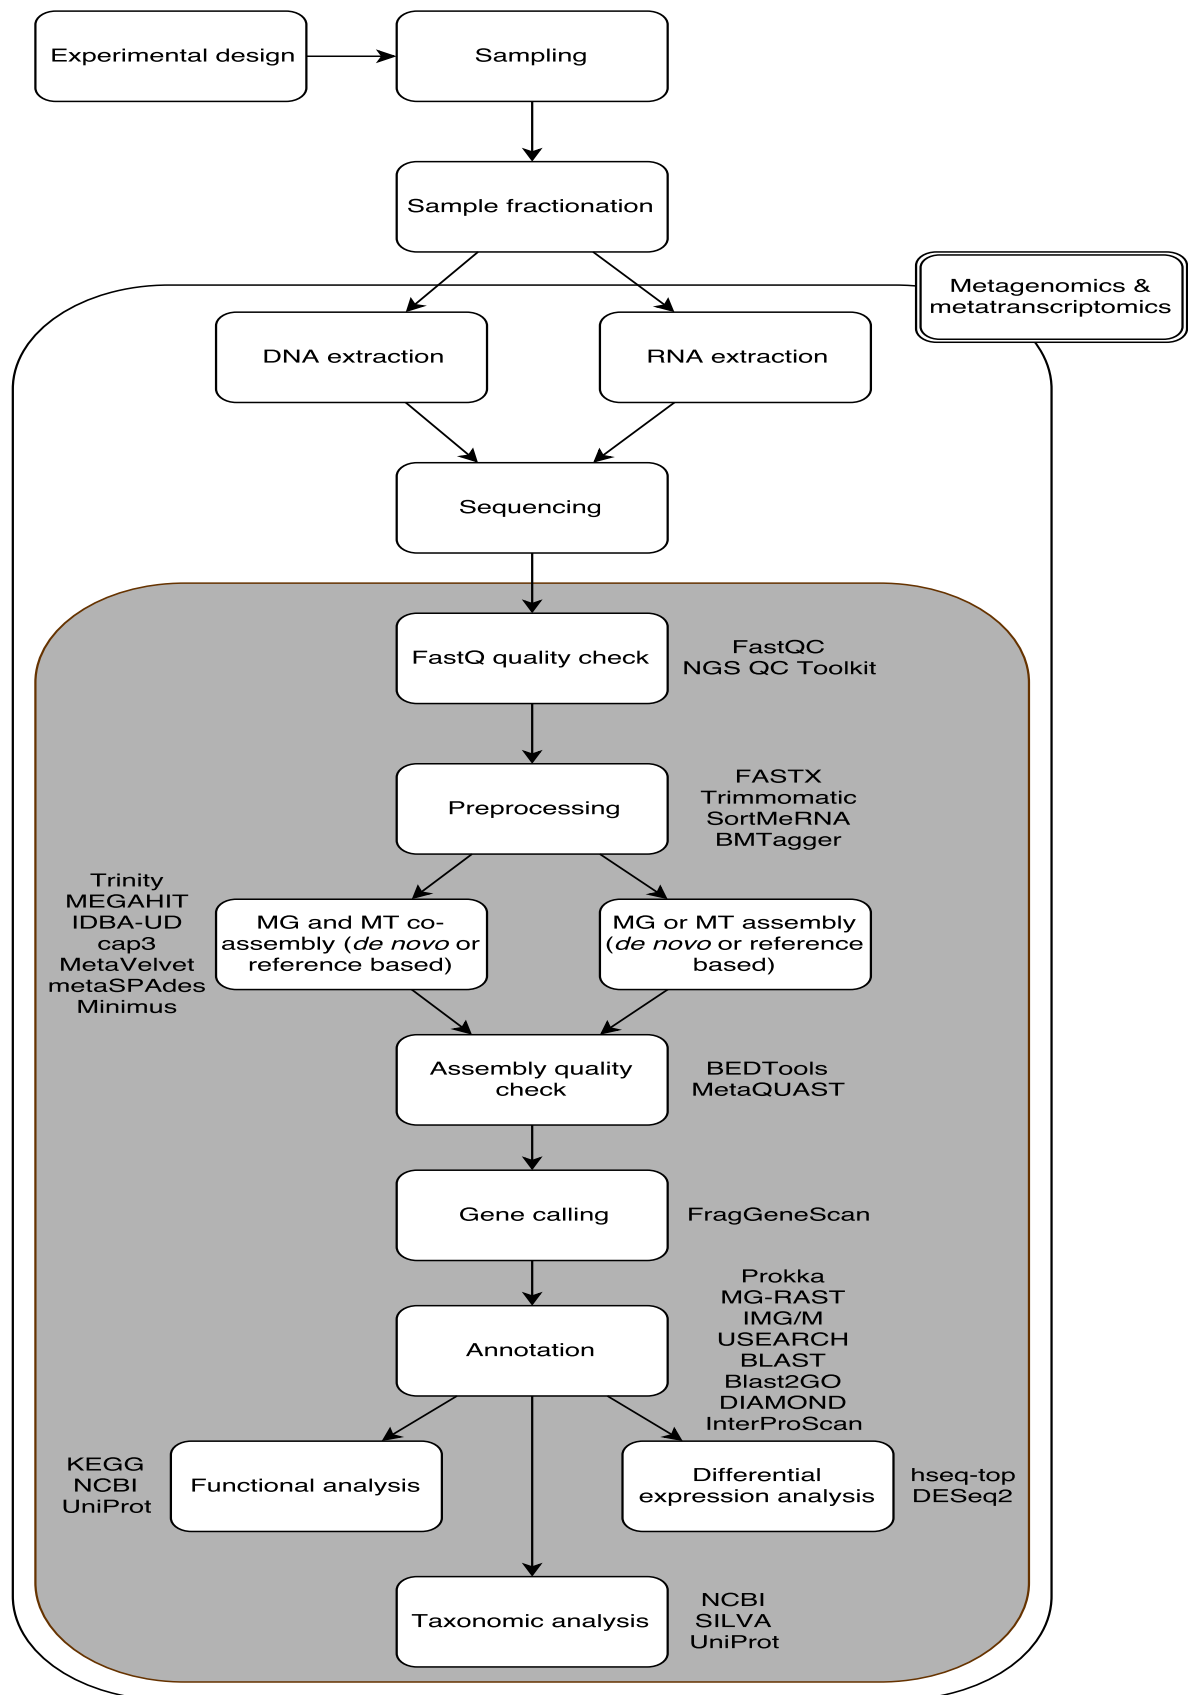 Experimental design
Sampling
Sample fractionation
Metagenomics &
metatranscriptomics
DNA extraction
RNA extraction
Sequencing
FastQ quality check
FastQC
NGS QC Toolkit
Preprocessing
FASTX
Trimmomatic
SortMeRNA
BMTagger
Trinity
MEGAHIT
IDBA-UD
cap3
MetaVelvet
metaSPAdes
Minimus
MG and MT co-
assembly (de novo or
reference based)
MG or MT assembly
(de novo or reference
based)
Assembly quality
check
BEDTools
MetaQUAST
Gene calling
FragGeneScan
Annotation
Prokka
MG-RAST
IMG/M
USEARCH
BLAST
Blast2GO
DIAMOND
InterProScan
KEGG
NCBI
UniProt
Functional analysis
Differential
expression analysis
hseq-top
DESeq2
Taxonomic analysis
NCBI
SILVA
UniProt